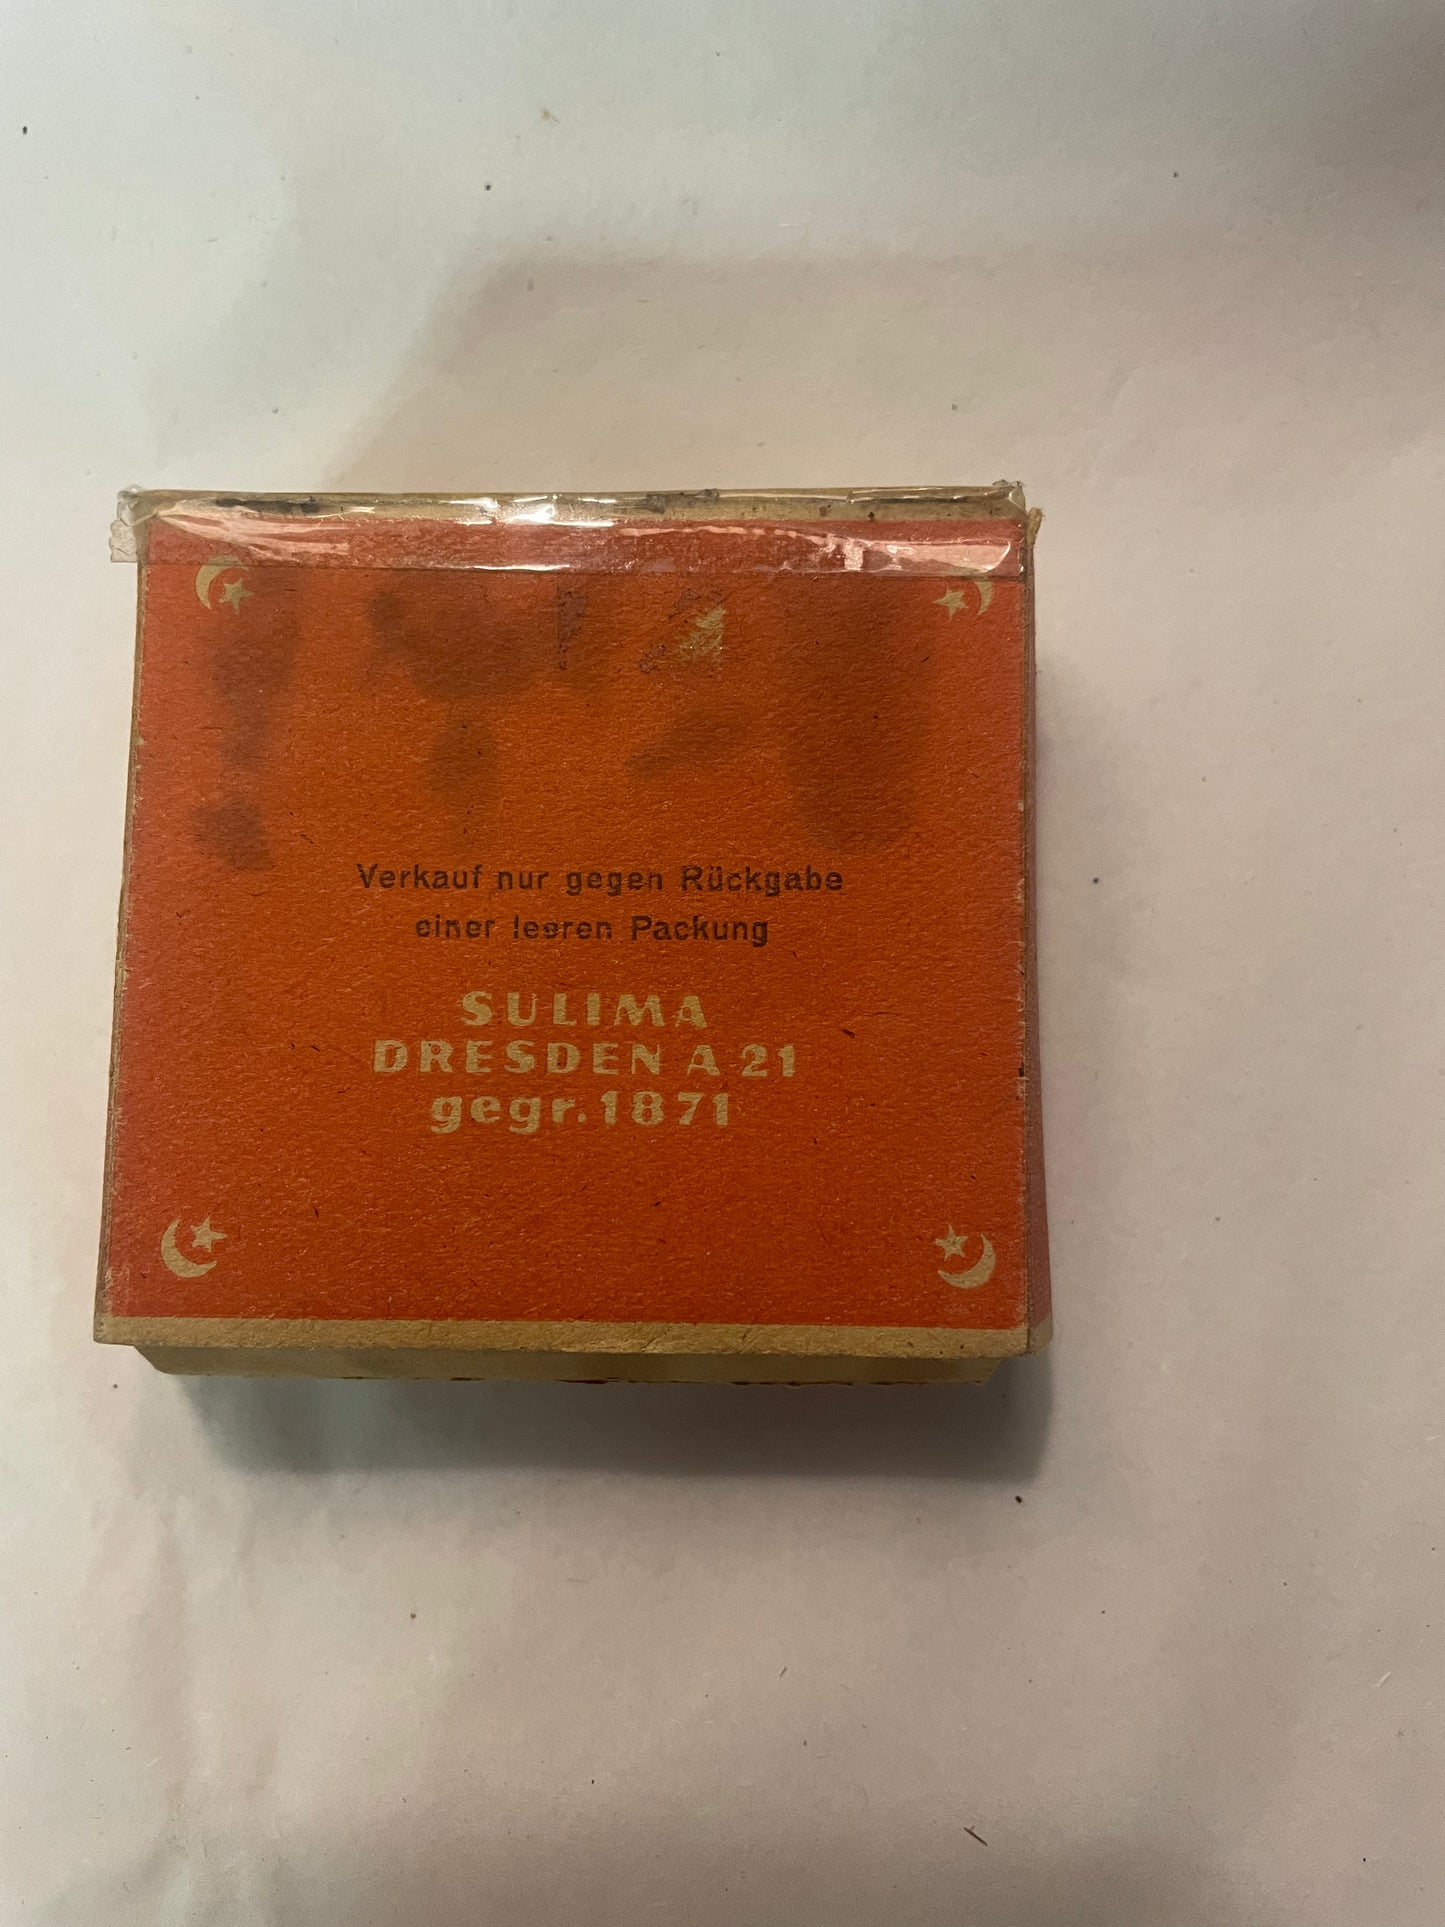 Verkauf nur gegen Rückgabe
einer leeren Packung
SULIMA
DRESDEN A 21
gegr. 1871